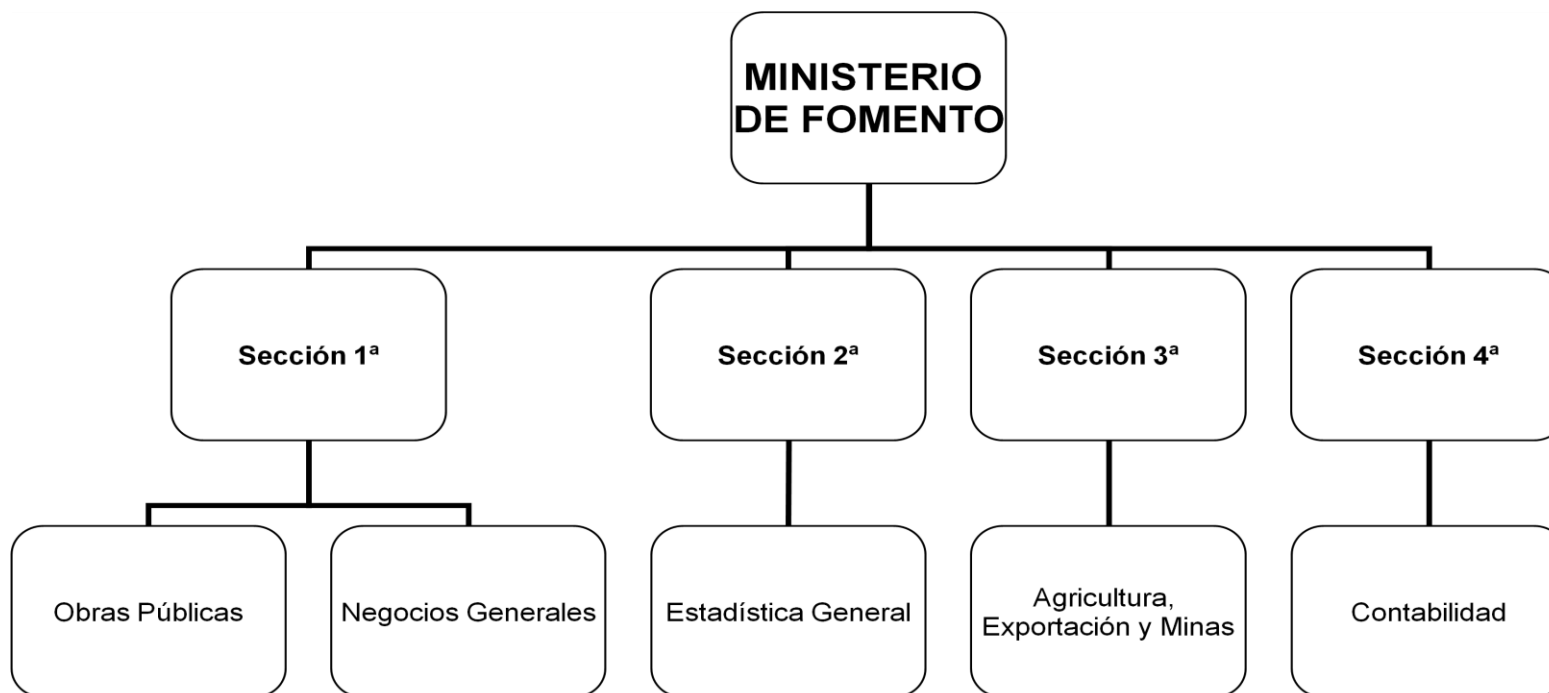 MINISTERIO
DE FOMENTO
Sección 1ª
Sección 2ª
Sección 3ª
Sección 4ª
Obras Públicas
Negocios Generales
Estadística General
Agricultura,
Exportación y Minas
Contabilidad